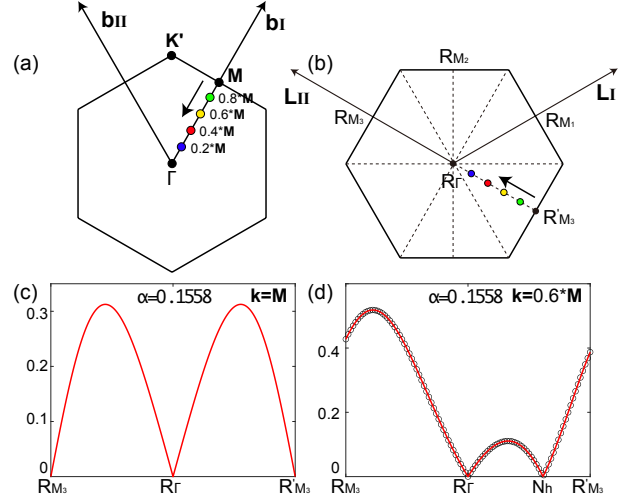 (a)
bII
bI
K'
M
0.8*M
0.6*M
0.4*M
0.2*M
Γ
(b)
RM₂
LII
LI
RM₃
RM₁
RΓ
R'M₃
(c)
α=0.1558
k=M
0.3
0.2
0.1
0
RM₃
RΓ
R'M₃
(d)
α=0.1558
k=0.6*M
0.4
0.2
0
RM₃
RΓ
Nh
R'M₃